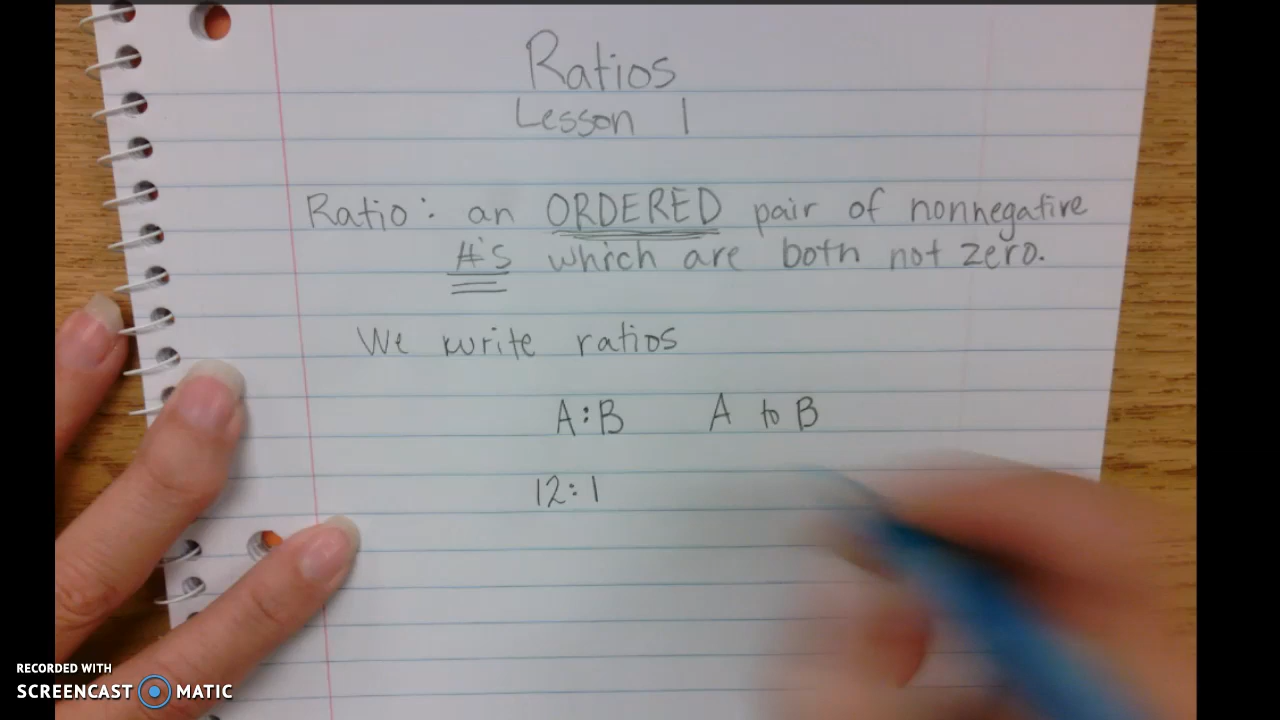 Ratios
Lesson 1
Ratio: an ORDERED pair of nonnegative
#'s which are both not zero.
We write ratios
A:B A to B
12:1
RECORDED WITH
SCREENCAST MATIC